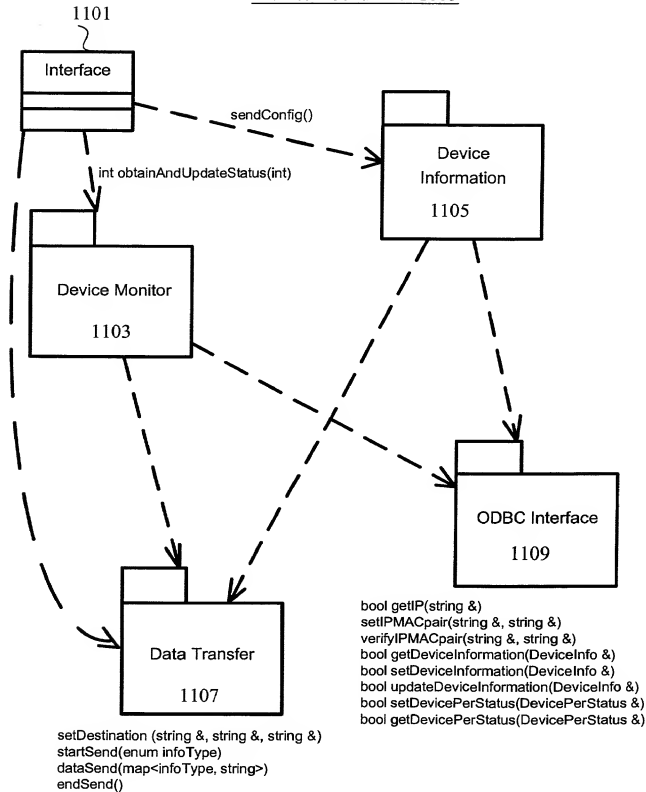 1101
Interface
sendConfig()
int obtainAndUpdateStatus(int)
Device
Information
1105
Device Monitor
1103
ODBC Interface
1109
bool getIP(string &)
setIPMACpair(string &, string &)
verifyIPMACpair(string &, string &)
bool getDeviceInformation(DeviceInfo &)
bool setDeviceInformation(DeviceInfo &)
bool updateDeviceInformation(DeviceInfo &)
bool setDevicePerStatus(DevicePerStatus &)
bool getDevicePerStatus(DevicePerStatus &)
Data Transfer
1107
setDestination (string &, string &, string &)
startSend(enum infoType)
dataSend(map<infoType, string>)
endSend()